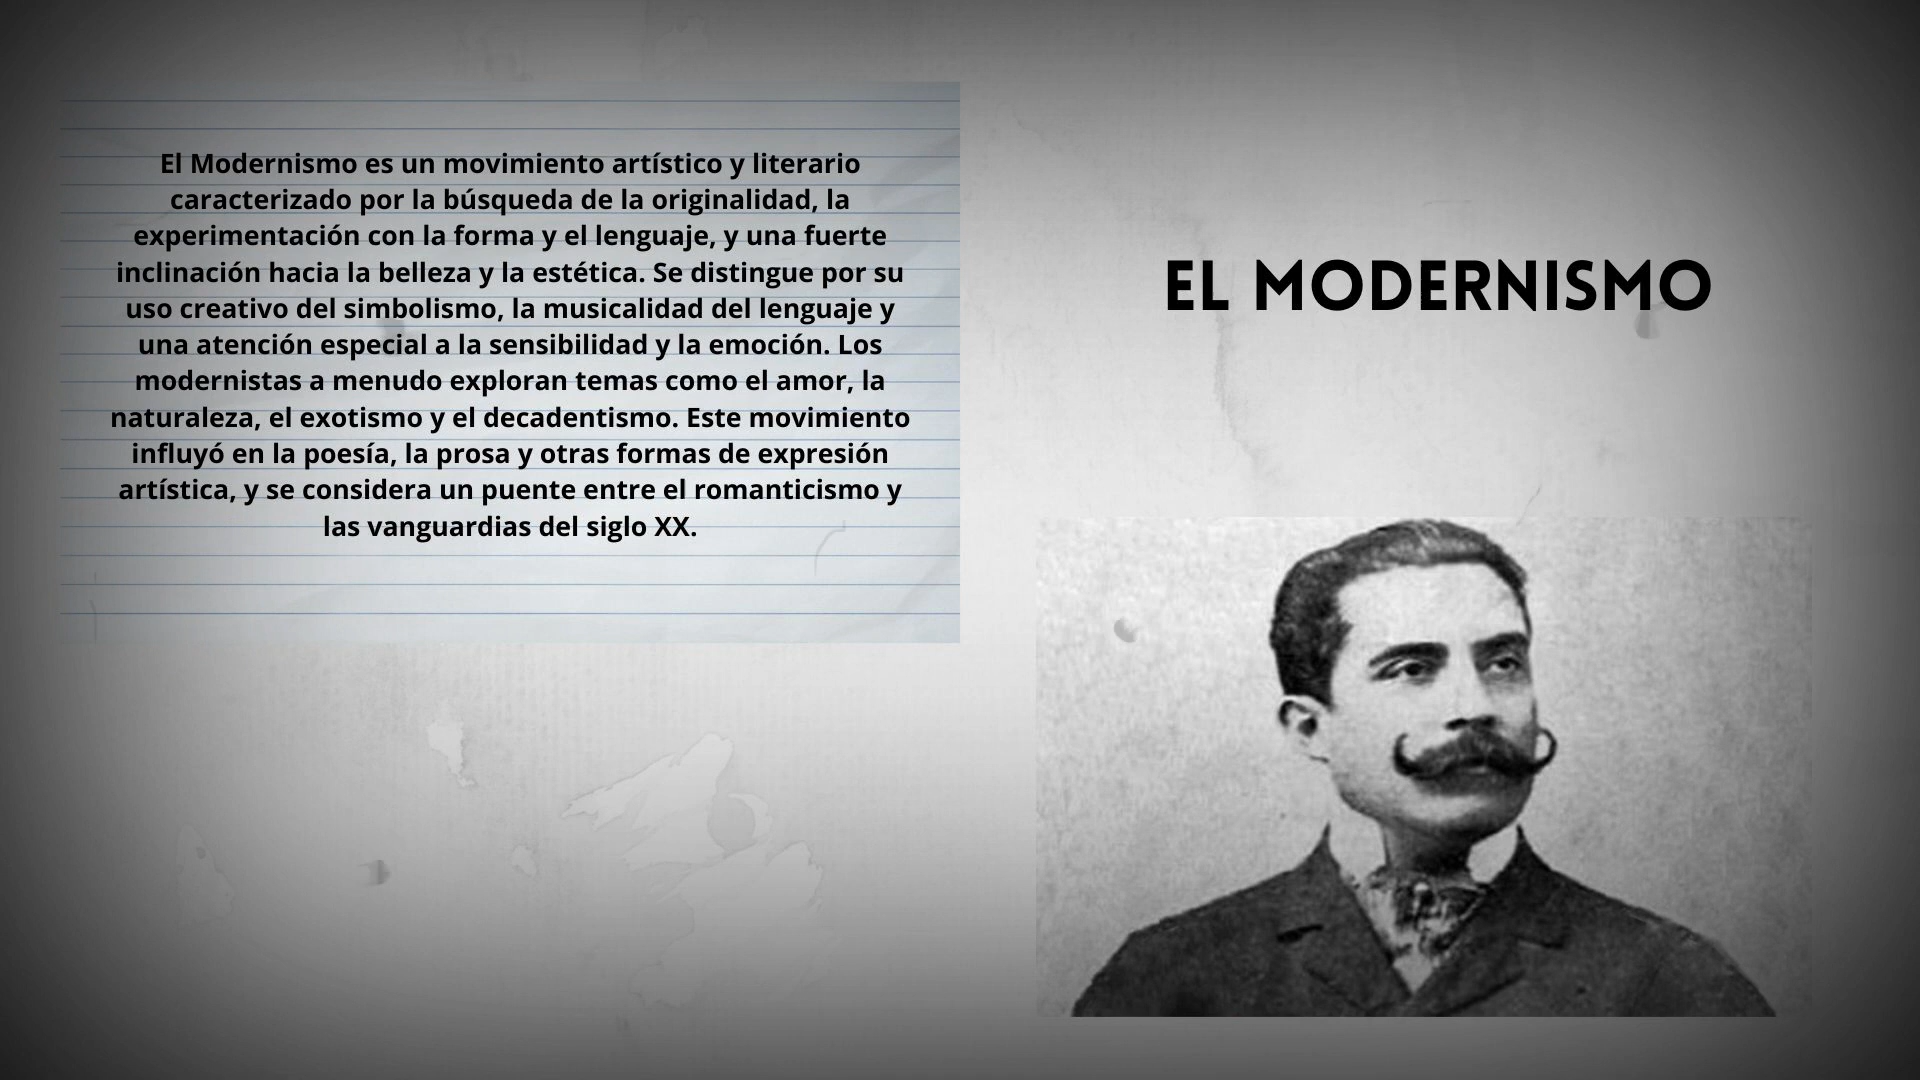 El Modernismo es un movimiento artístico y literario
caracterizado por la búsqueda de la originalidad, la
experimentación con la forma y el lenguaje, y una fuerte
inclinación hacia la belleza y la estética. Se distingue por su
uso creativo del simbolismo, la musicalidad del lenguaje y
una atención especial a la sensibilidad y la emoción. Los
modernistas a menudo exploran temas como el amor, la
naturaleza, el exotismo y el decadentismo. Este movimiento
influyó en la poesía, la prosa y otras formas de expresión
artística, y se considera un puente entre el romanticismo y
las vanguardias del siglo XX.
EL MODERNISMO